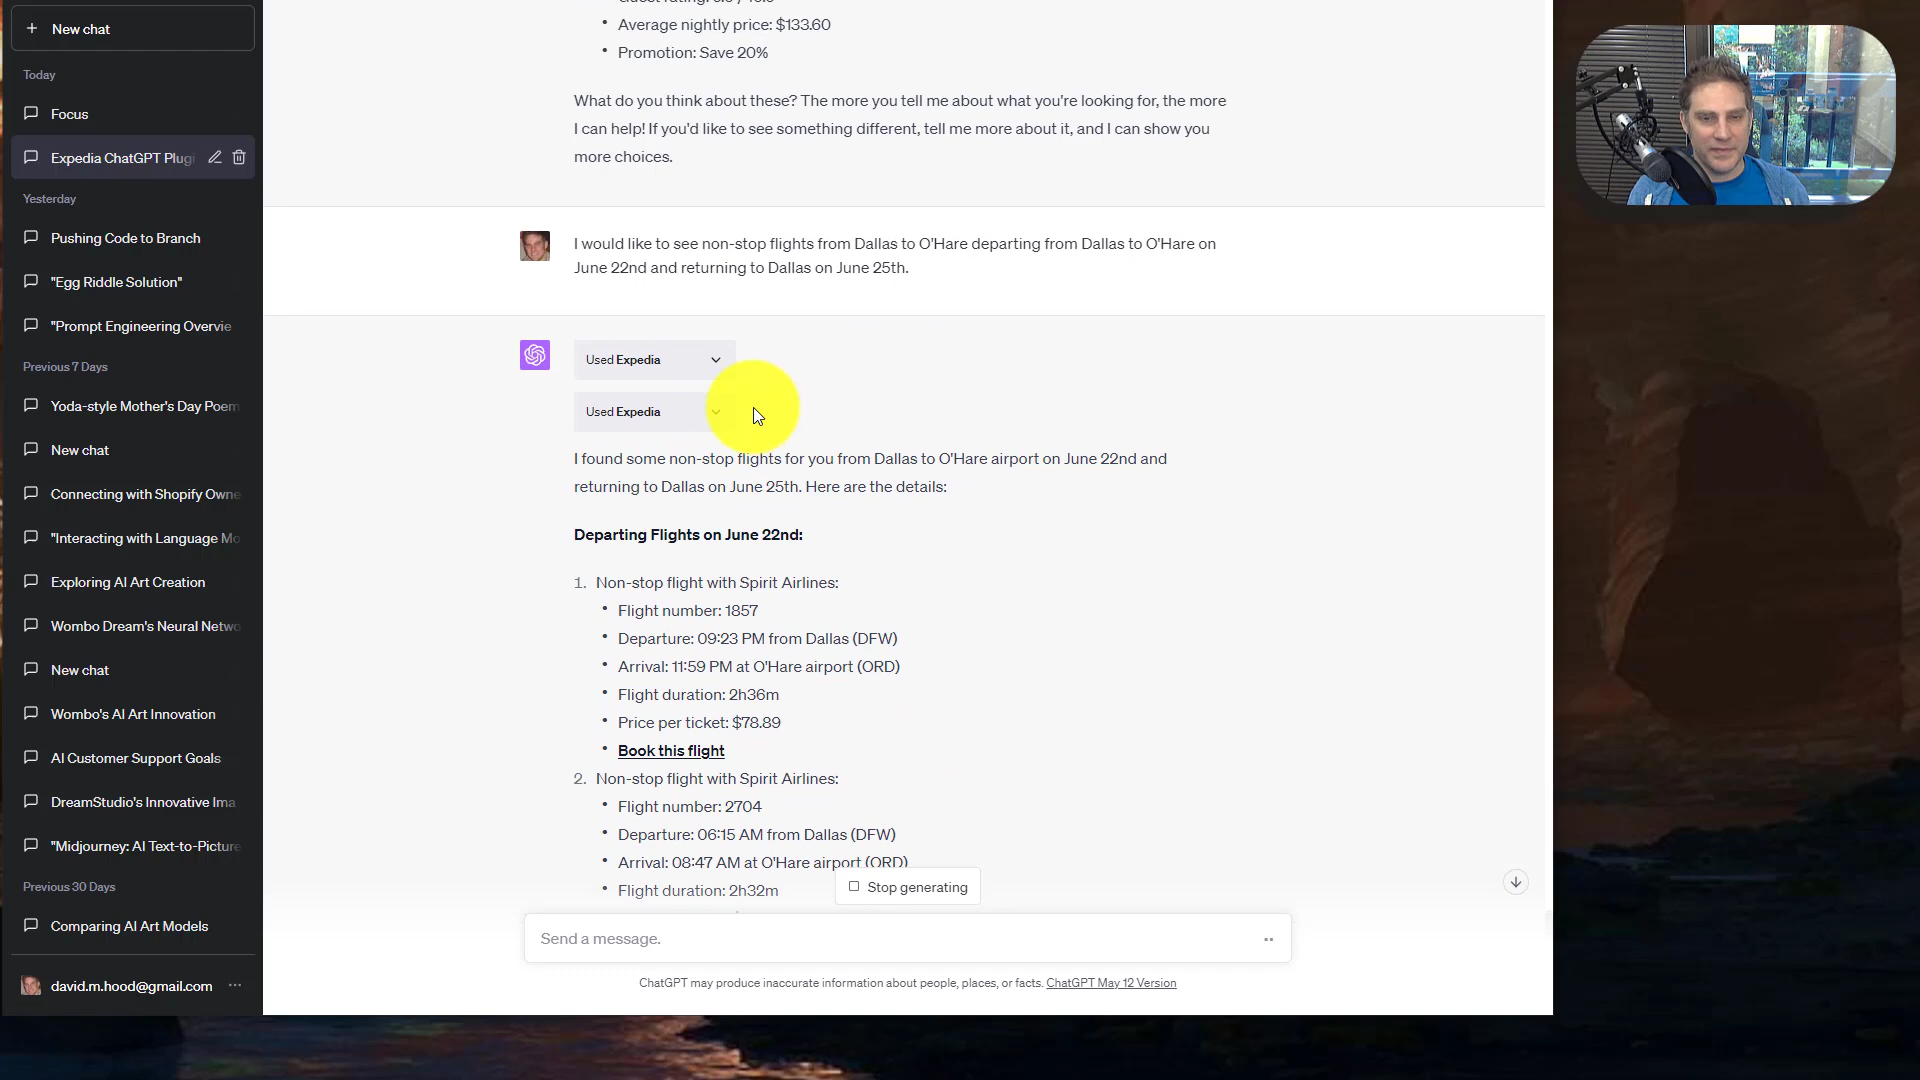 New chat
Today
Focus
Expedia ChatGPT Plugi
Yesterday
Pushing Code to Branch
"Egg Riddle Solution"
"Prompt Engineering Overvie
Previous 7 Days
Yoda-style Mother's Day Poem
New chat
Connecting with Shopify Owne
"Interacting with Language Mo
Exploring AI Art Creation
Wombo Dream's Neural Netwo
New chat
Wombo's AI Art Innovation
AI Customer Support Goals
DreamStudio's Innovative Ima
"Midjourney: AI Text-to-Picture
Previous 30 Days
Comparing AI Art Models
david.m.hood@gmail.com
Average nightly price: $133.60
Promotion: Save 20%
What do you think about these? The more you tell me about what you're looking for, the more
I can help! If you'd like to see something different, tell me more about it, and I can show you
more choices.
I would like to see non-stop flights from Dallas to O'Hare departing from Dallas to O'Hare on
June 22nd and returning to Dallas on June 25th.
Used Expedia
Used Expedia
I found some non-stop flights for you from Dallas to O'Hare airport on June 22nd and
returning to Dallas on June 25th. Here are the details:
Departing Flights on June 22nd:
1. Non-stop flight with Spirit Airlines:
Flight number: 1857
Departure: 09:23 PM from Dallas (DFW)
Arrival: 11:59 PM at O'Hare airport (ORD)
Flight duration: 2h36m
Price per ticket: $78.89
Book this flight
2. Non-stop flight with Spirit Airlines:
Flight number: 2704
Departure: 06:15 AM from Dallas (DFW)
Arrival: 08:47 AM at O'Hare airport (ORD)
Flight duration: 2h32m
Stop generating
Send a message.
ChatGPT may produce inaccurate information about people, places, or facts. ChatGPT May 12 Version